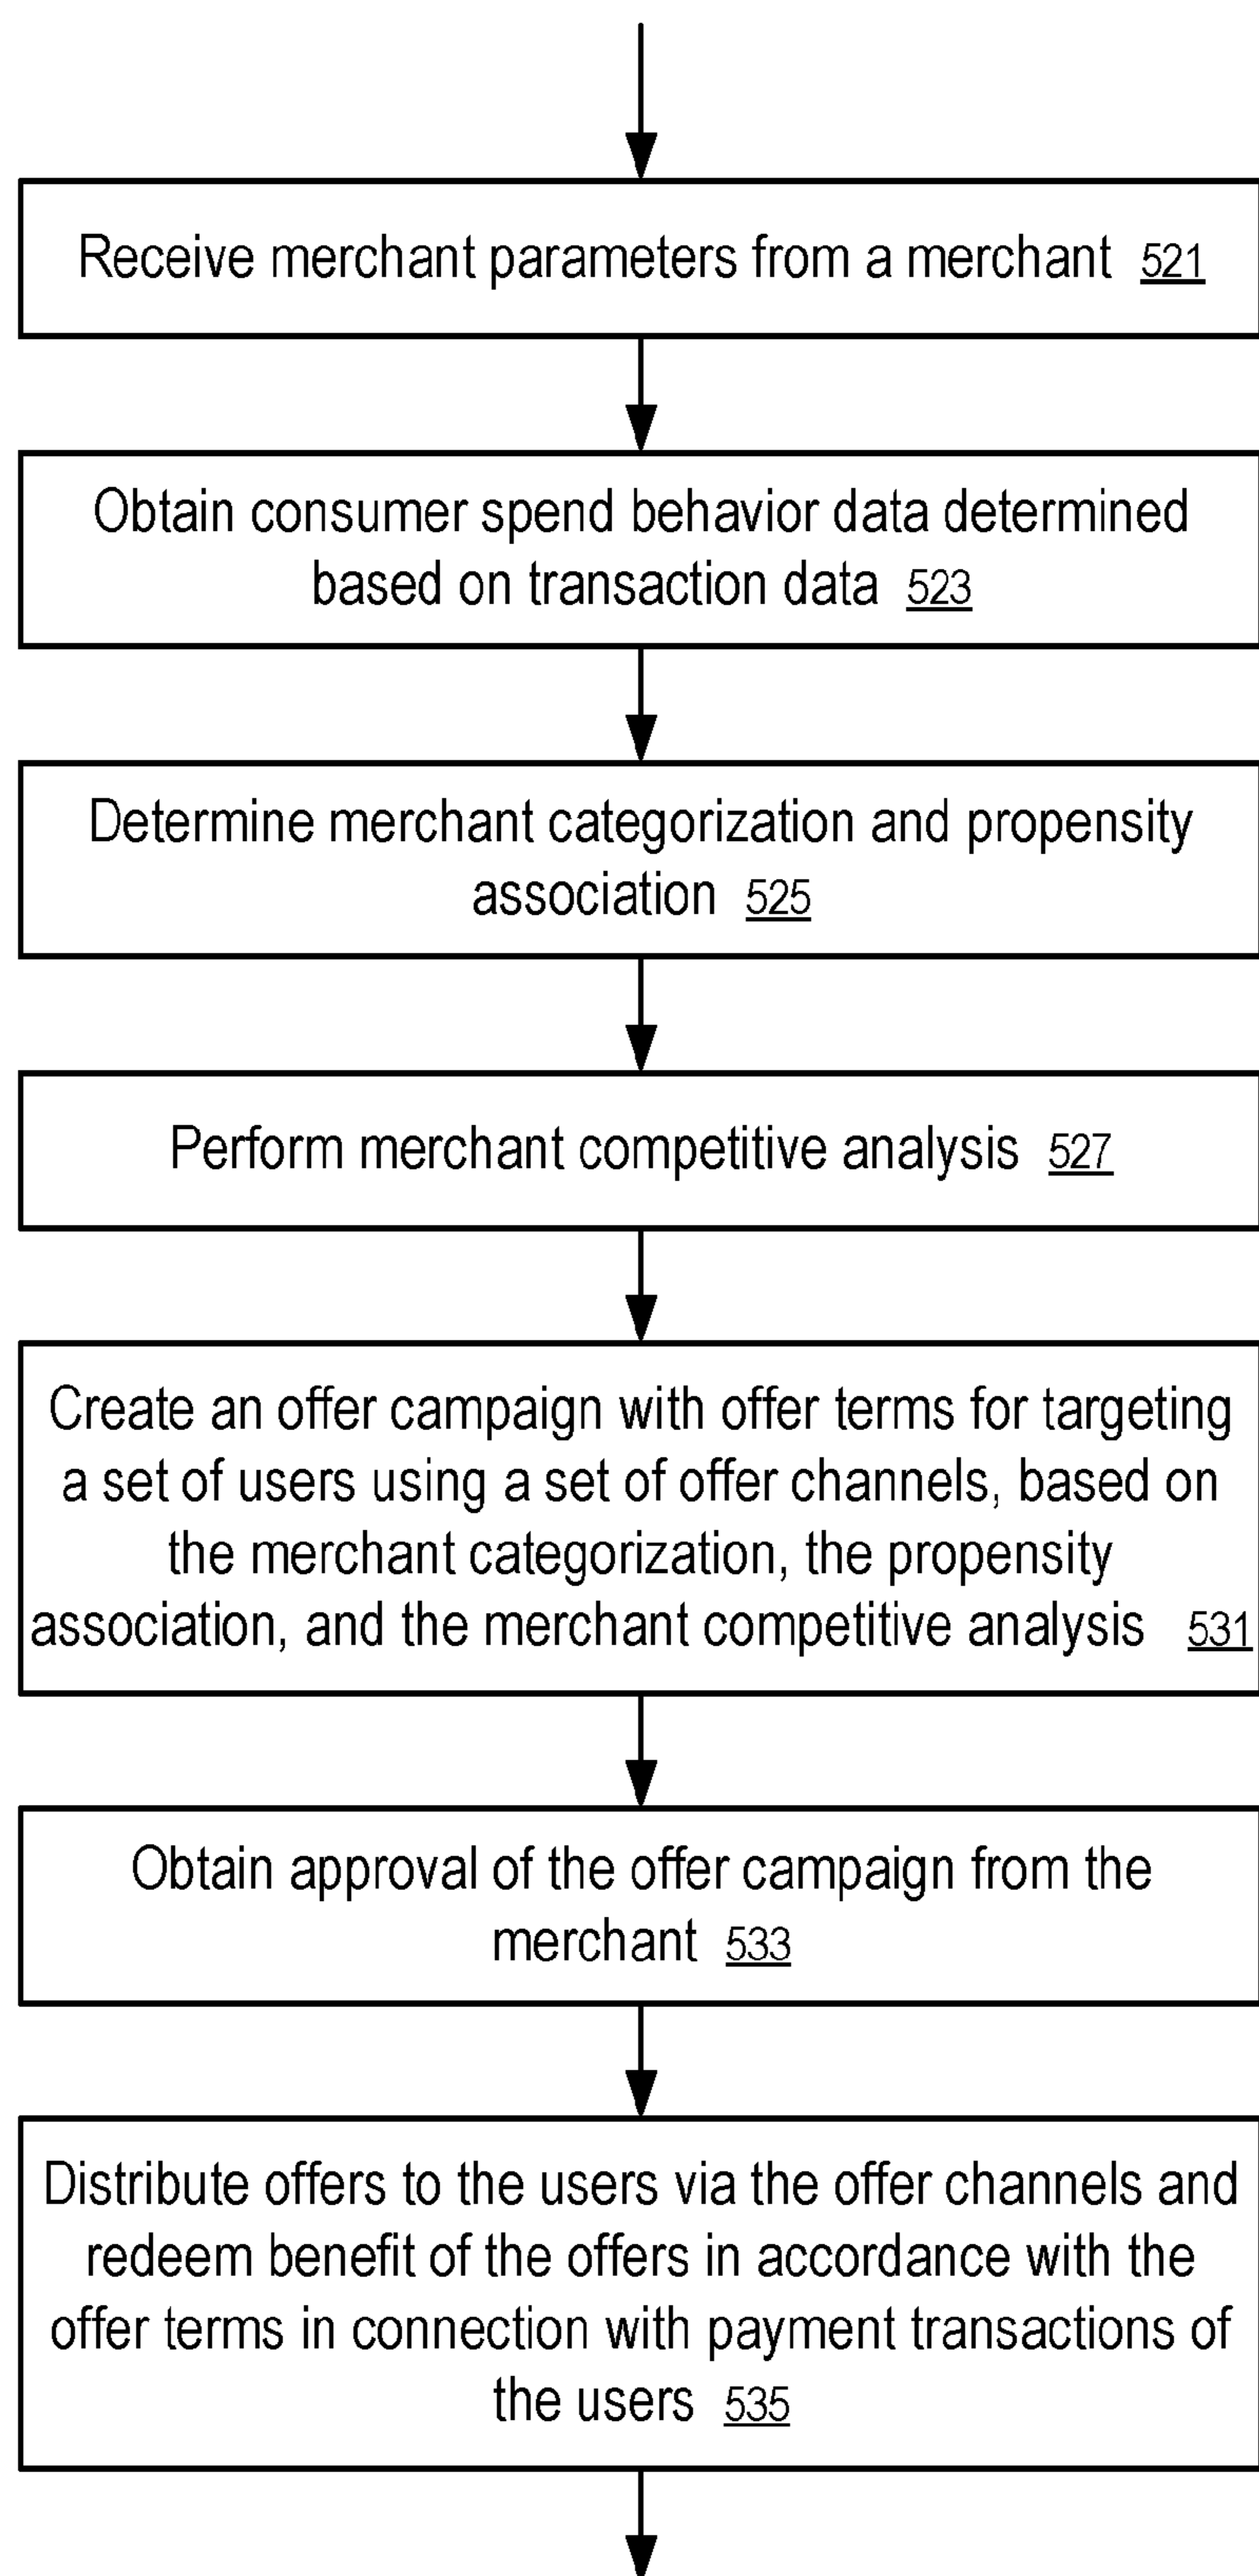 Receive merchant parameters from a merchant 521
Obtain consumer spend behavior data determined
based on transaction data 523
Determine merchant categorization and propensity
association 525
Perform merchant competitive analysis 527
Create an offer campaign with offer terms for targeting
a set of users using a set of offer channels, based on
the merchant categorization, the propensity
association, and the merchant competitive analysis 531
Obtain approval of the offer campaign from the
merchant 533
Distribute offers to the users via the offer channels and
redeem benefit of the offers in accordance with the
offer terms in connection with payment transactions of
the users 535